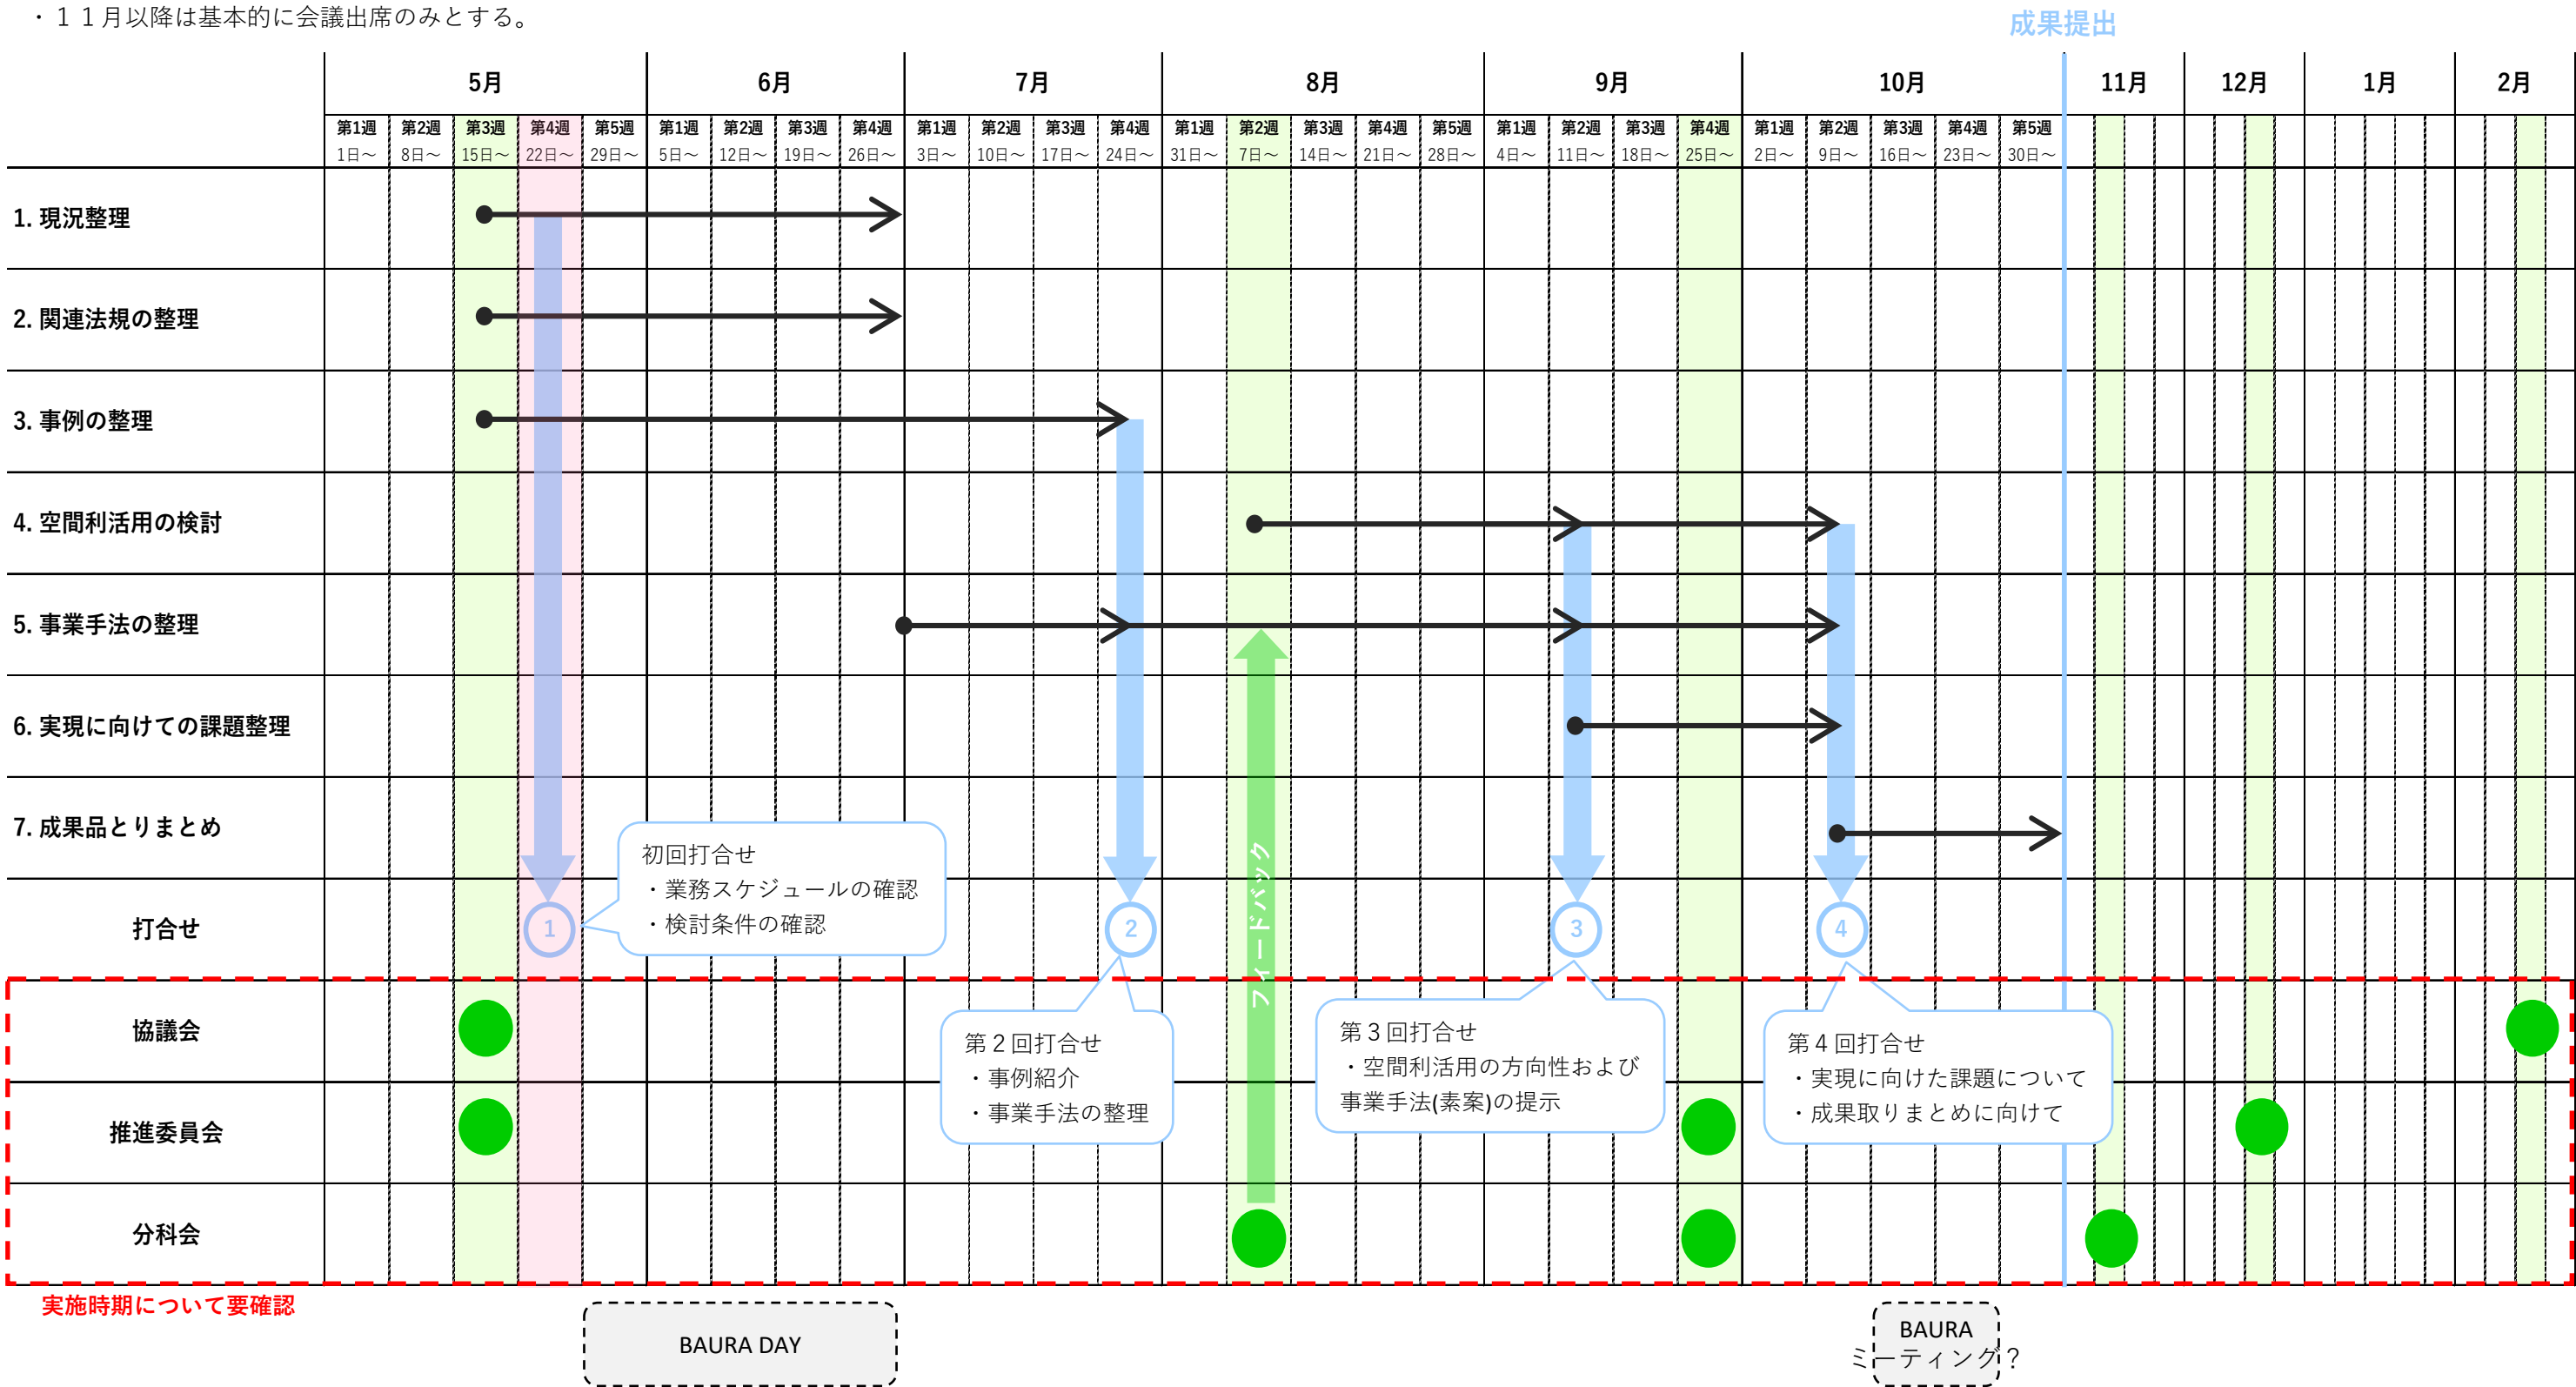 ・１１月以降は基本的に会議出席のみとする。
成果提出
5月 6月 7月 8月 9月 10月 11月 12月 1月 2月
第1週 第2週 第3週 第4週 第5週 第1週 第2週 第3週 第4週 第1週 第2週 第3週 第4週 第1週 第2週 第3週 第4週 第5週 第1週 第2週 第3週 第4週 第1週 第2週 第3週 第4週 第5週
1日～ 8日～ 15日～ 22日～ 29日～ 5日～ 12日～ 19日～ 26日～ 3日～ 10日～ 17日～ 24日～ 31日～ 7日～ 14日～ 21日～ 28日～ 4日～ 11日～ 18日～ 25日～ 2日～ 9日～ 16日～ 23日～ 30日～
1. 現況整理
2. 関連法規の整理
3. 事例の整理
4. 空間利活用の検討
5. 事業手法の整理
6. 実現に向けての課題整理
7. 成果品とりまとめ
フィードバック
初回打合せ
・業務スケジュールの確認
・検討条件の確認
打合せ
1 2 3 4
協議会
第２回打合せ
・事例紹介
・事業手法の整理
第３回打合せ
・空間利活用の方向性および
事業手法(素案)の提示
第４回打合せ
・実現に向けた課題について
・成果取りまとめに向けて
推進委員会
分科会
実施時期について要確認
BAURA DAY
BAURA
ミーティング？